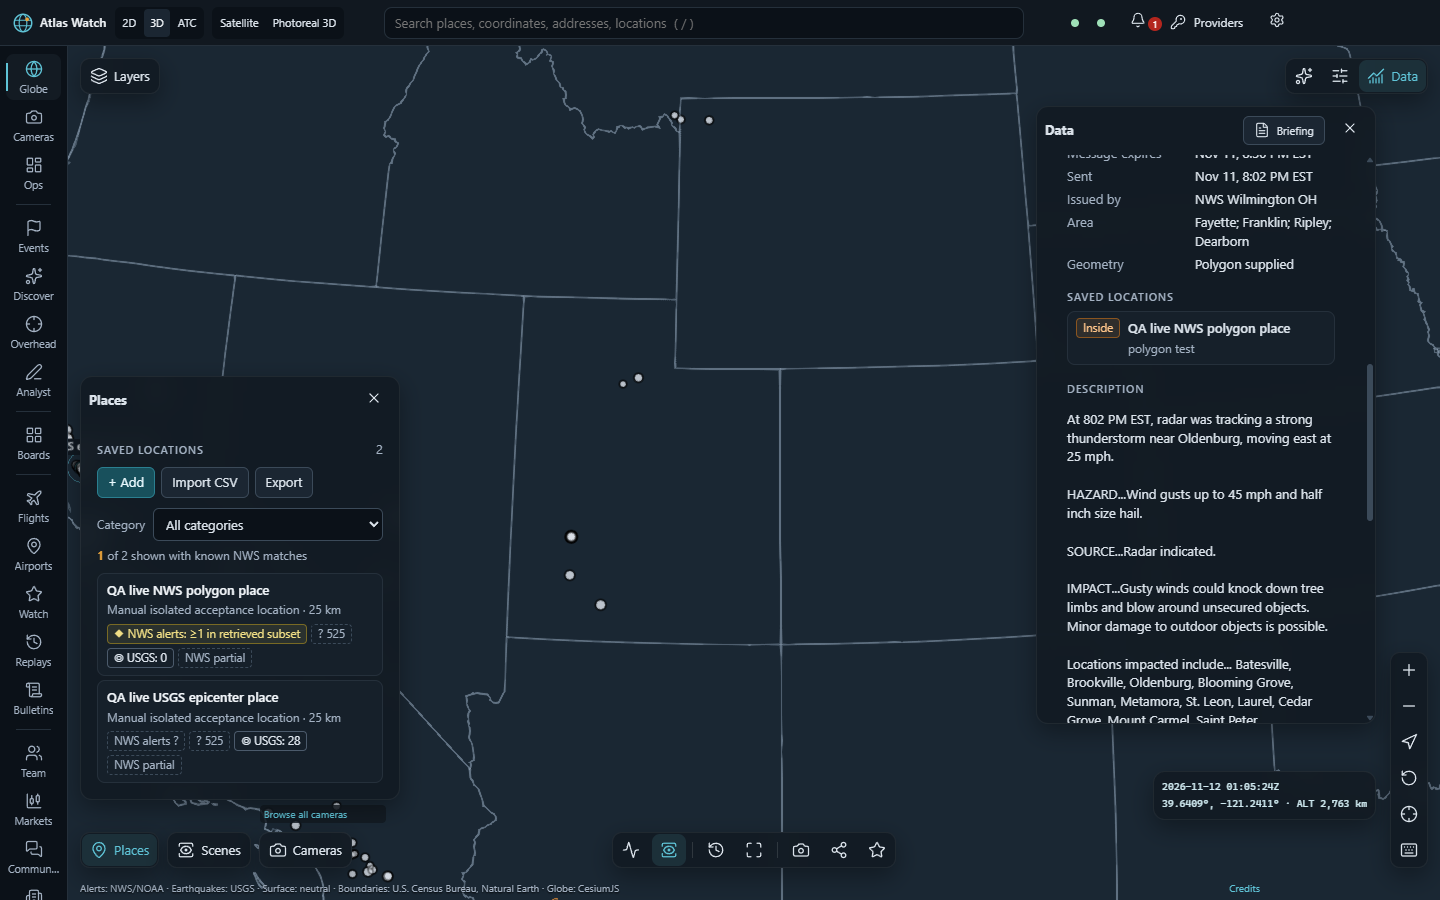 Atlas Watch
2D
3D
ATC
Satellite
Photoreal 3D
Search places, coordinates, addresses, locations ( / )
1
Providers
Globe
Cameras
Ops
Events
Discover
Overhead
Analyst
Boards
Flights
Airports
Watch
Replays
Bulletins
Team
Markets
Commun...
Layers
Data
Data
Briefing
Message expires
Sent Nov 11, 8:02 PM EST
Issued by NWS Wilmington OH
Area Fayette; Franklin; Ripley;
Dearborn
Geometry Polygon supplied
SAVED LOCATIONS
Inside QA live NWS polygon place
polygon test
DESCRIPTION
At 802 PM EST, radar was tracking a strong
thunderstorm near Oldenburg, moving east at
25 mph.
HAZARD...Wind gusts up to 45 mph and half
inch size hail.
SOURCE...Radar indicated.
IMPACT...Gusty winds could knock down tree
limbs and blow around unsecured objects.
Minor damage to outdoor objects is possible.
Locations impacted include... Batesville,
Brookville, Oldenburg, Blooming Grove,
Sunman, Metamora, St. Leon, Laurel, Cedar
Grove, Mount Carmel, Saint Peter
Places
SAVED LOCATIONS 2
+ Add
Import CSV
Export
Category All categories
1 of 2 shown with known NWS matches
QA live NWS polygon place
Manual isolated acceptance location · 25 km
◆ NWS alerts: ≥1 in retrieved subset ? 525
◎ USGS: 0 NWS partial
QA live USGS epicenter place
Manual isolated acceptance location · 25 km
NWS alerts ? ? 525 ◎ USGS: 28
NWS partial
Browse all cameras
Places
Scenes
Cameras
2026-11-12 01:05:24Z
39.6409°, −121.2411° · ALT 2,763 km
Alerts: NWS/NOAA · Earthquakes: USGS · Surface: neutral · Boundaries: U.S. Census Bureau, Natural Earth · Globe: CesiumJS
Credits